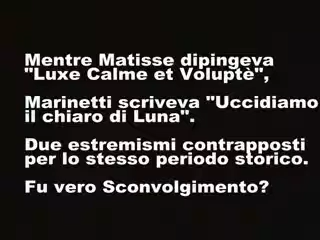 Mentre Matisse dipingeva
"Luxe Calme et Voluptè",
Marinetti scriveva "Uccidiamo
il chiaro di Luna".
Due estremismi contrapposti
per lo stesso periodo storico.
Fu vero Sconvolgimento?